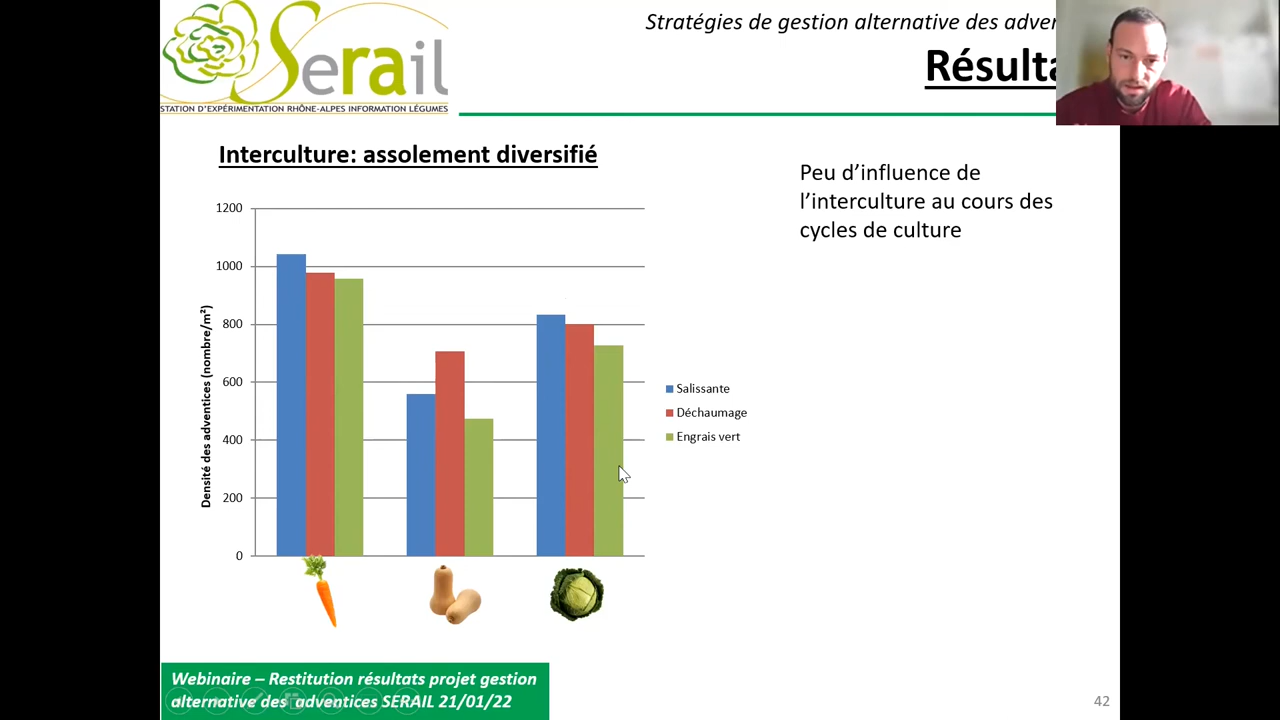 Serail
STATION D'EXPÉRIMENTATION RHÔNE-ALPES INFORMATION LÉGUMES
Stratégies de gestion alternative des
Interculture: assolement diversifié
Peu d'influence de
l'interculture au cours des
cycles de culture
Densité des adventices (nombre/m²)
1200
1000
800
600
400
200
0
Salissante
Déchaumage
Engrais vert
Webinaire – Restitution résultats projet gestion
alternative des adventices SERAIL 21/01/22
42